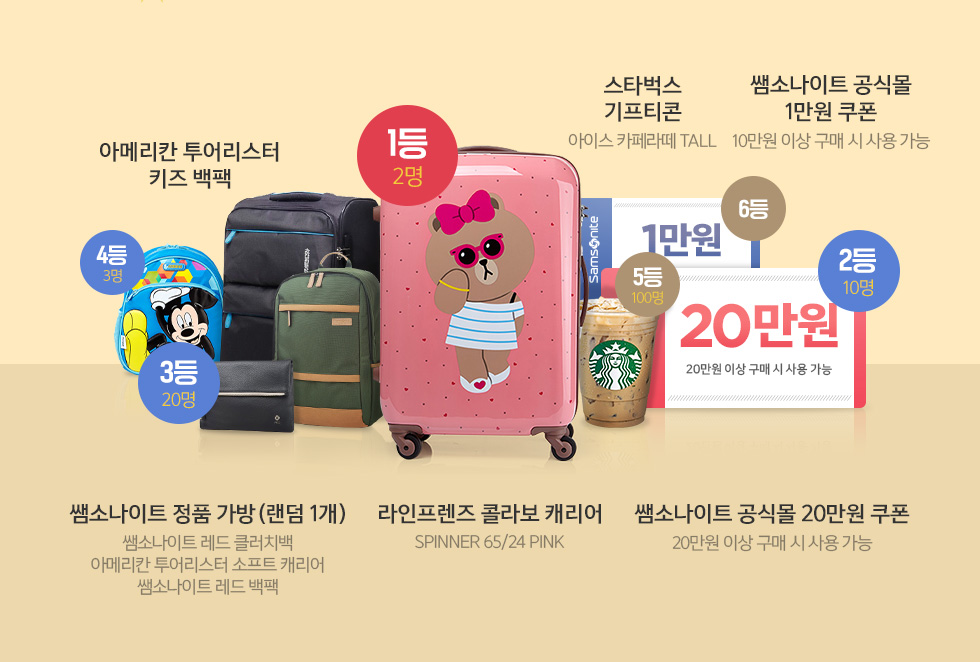 스타벅스
기프티콘
아이스 카페라떼 TALL
쌤소나이트 공식몰
1만원 쿠폰
10만원 이상 구매 시 사용 가능
아메리칸 투어리스터
키즈 백팩
1등
2명
4등
3명
3등
20명
samsonite
1만원
6등
5등
100명
2등
10명
20만원
20만원 이상 구매 시 사용 가능
쌤소나이트 정품 가방 (랜덤 1개)
쌤소나이트 레드 클러치백
아메리칸 투어리스터 소프트 캐리어
쌤소나이트 레드 백팩
라인프렌즈 콜라보 캐리어
SPINNER 65/24 PINK
쌤소나이트 공식몰 20만원 쿠폰
20만원 이상 구매 시 사용 가능